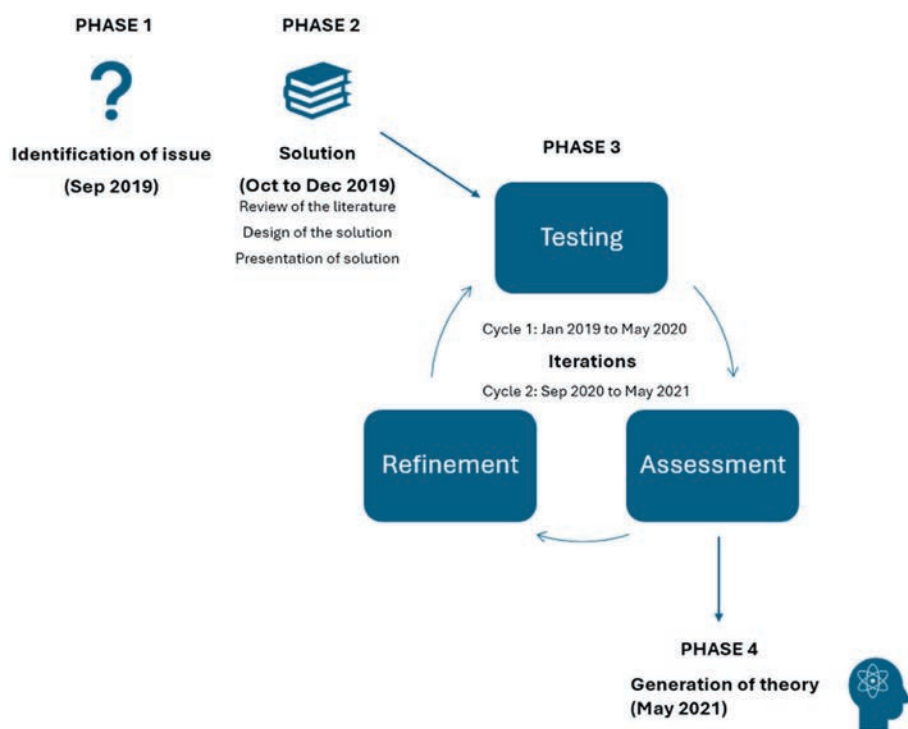 PHASE 1
Identification of issue
(Sep 2019)
PHASE 2
Solution
(Oct to Dec 2019)
Review of the literature
Design of the solution
Presentation of solution
PHASE 3
Testing
Cycle 1: Jan 2019 to May 2020
Iterations
Cycle 2: Sep 2020 to May 2021
Refinement
Assessment
PHASE 4
Generation of theory
(May 2021)